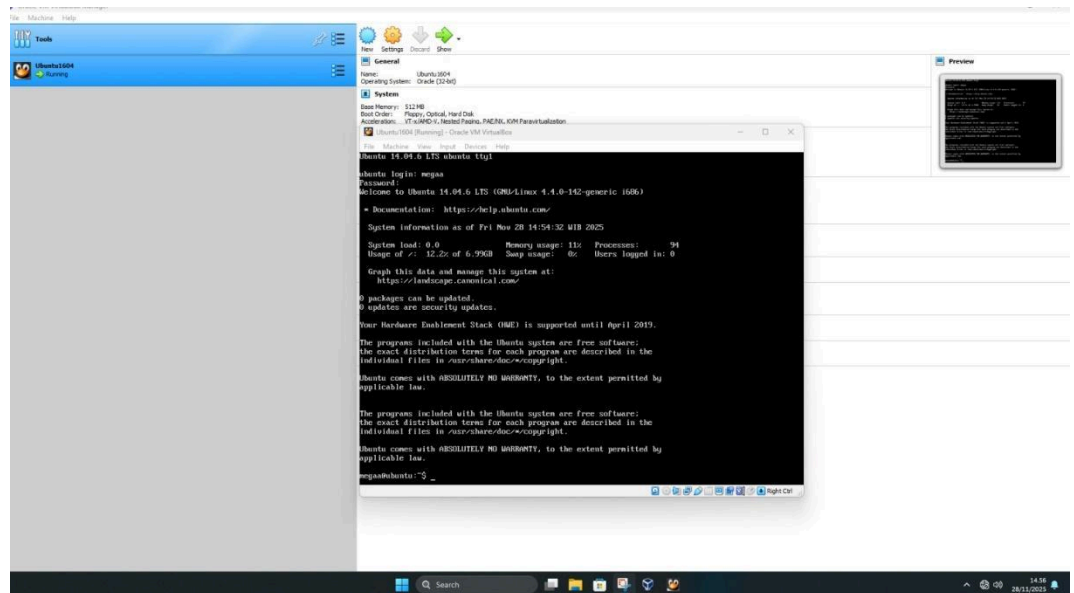 File Machine Help
Tools
Ubuntu1604
Running
New Settings Discard Show
General
Name: Ubuntu1604
Operating System: Oracle (32-bit)
System
Base Memory: 512 MB
Boot Order: Floppy, Optical, Hard Disk
Acceleration: VT-x/AMD-V, Nested Paging, PAE/NX, KVM Paravirtualization
Preview
Ubuntu1604 [Running] - Oracle VM VirtualBox
File Machine View Input Devices Help
Ubuntu 14.04.6 LTS ubuntu tty1
ubuntu login: megaa
Password:
Welcome to Ubuntu 14.04.6 LTS (GNU/Linux 4.4.0-142-generic i686)
* Documentation: https://help.ubuntu.com/
System information as of Fri Nov 28 14:54:32 WIB 2025
System load: 0.0 Memory usage: 11% Processes: 94
Usage of /: 12.2% of 6.99GB Swap usage: 0% Users logged in: 0
Graph this data and manage this system at:
https://landscape.canonical.com/
0 packages can be updated.
0 updates are security updates.
Your Hardware Enablement Stack (HWE) is supported until April 2019.
The programs included with the Ubuntu system are free software;
the exact distribution terms for each program are described in the
individual files in /usr/share/doc/*/copyright.
Ubuntu comes with ABSOLUTELY NO WARRANTY, to the extent permitted by
applicable law.
The programs included with the Ubuntu system are free software;
the exact distribution terms for each program are described in the
individual files in /usr/share/doc/*/copyright.
Ubuntu comes with ABSOLUTELY NO WARRANTY, to the extent permitted by
applicable law.
megaa@ubuntu:~$ _
Right Ctrl
Search
14.56
28/11/2025